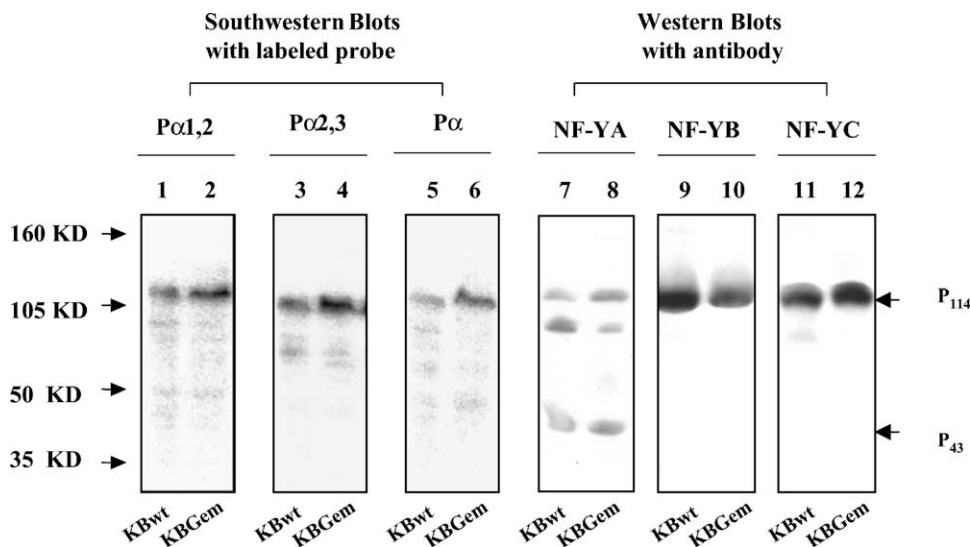 Southwestern Blots
with labeled probe
Western Blots
with antibody
Pα1,2
Pα2,3
Pα
NF-YA
NF-YB
NF-YC
1 2 3 4 5 6 7 8 9 10 11 12
160 KD
105 KD
50 KD
35 KD
P114
P43
KBwt KBGem KBwt KBGem KBwt KBGem KBwt KBGem KBwt KBGem KBwt KBGem